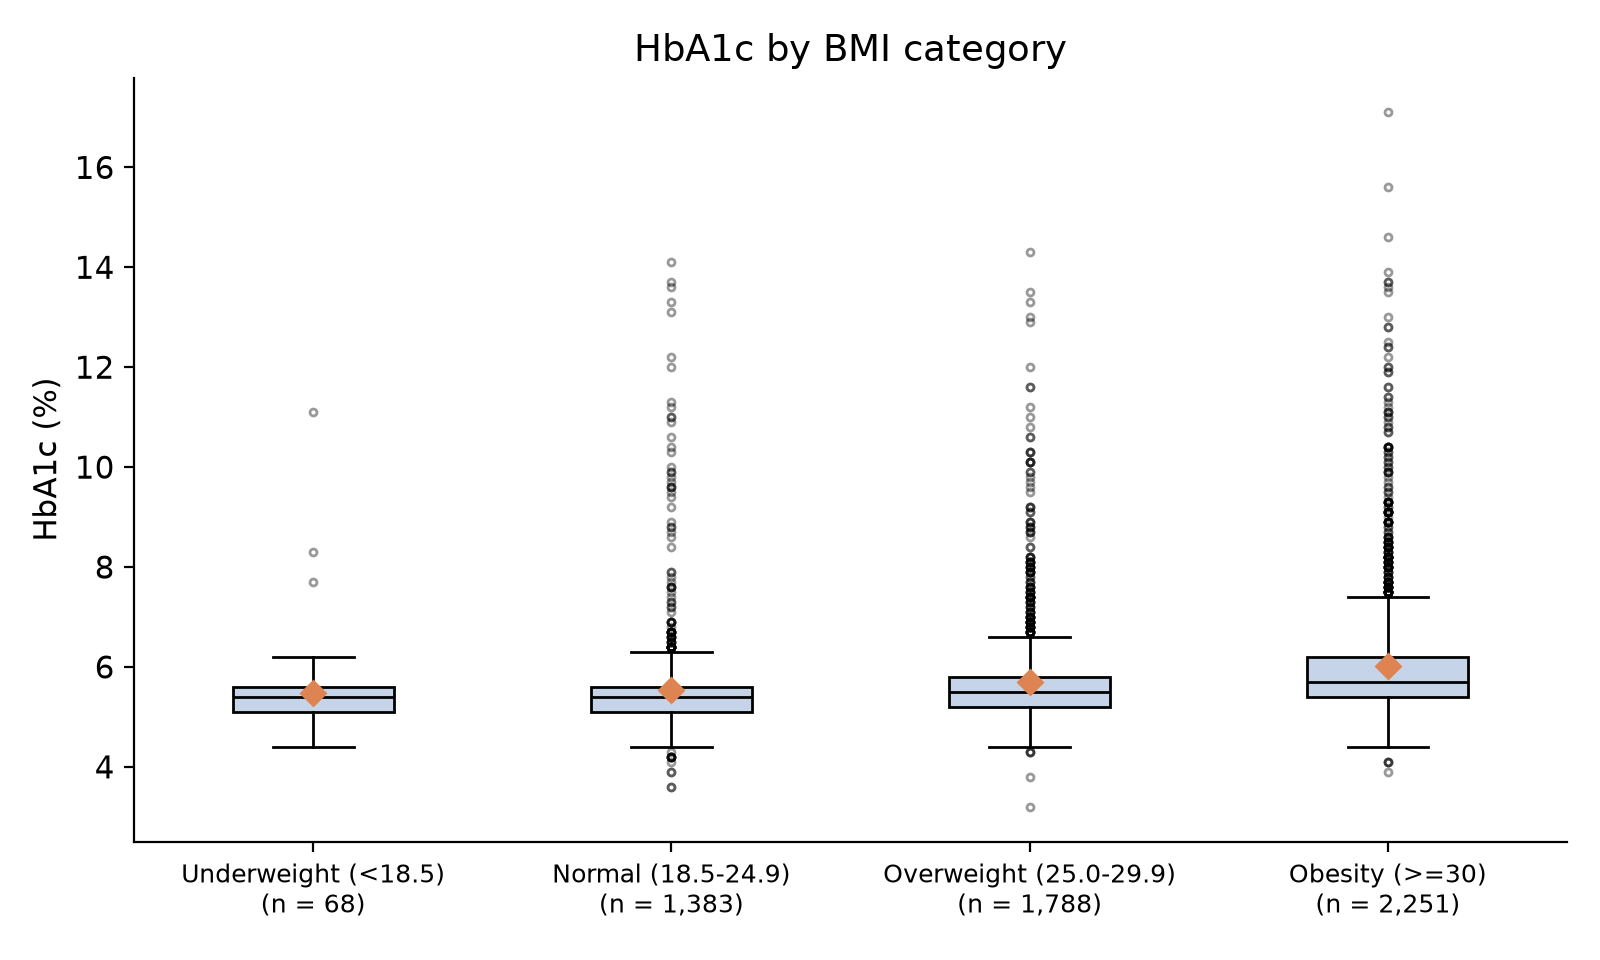 HbA1c by BMI category
HbA1c (%)
16
14
12
10
8
6
4
Underweight (<18.5)
(n = 68)
Normal (18.5-24.9)
(n = 1,383)
Overweight (25.0-29.9)
(n = 1,788)
Obesity (>=30)
(n = 2,251)